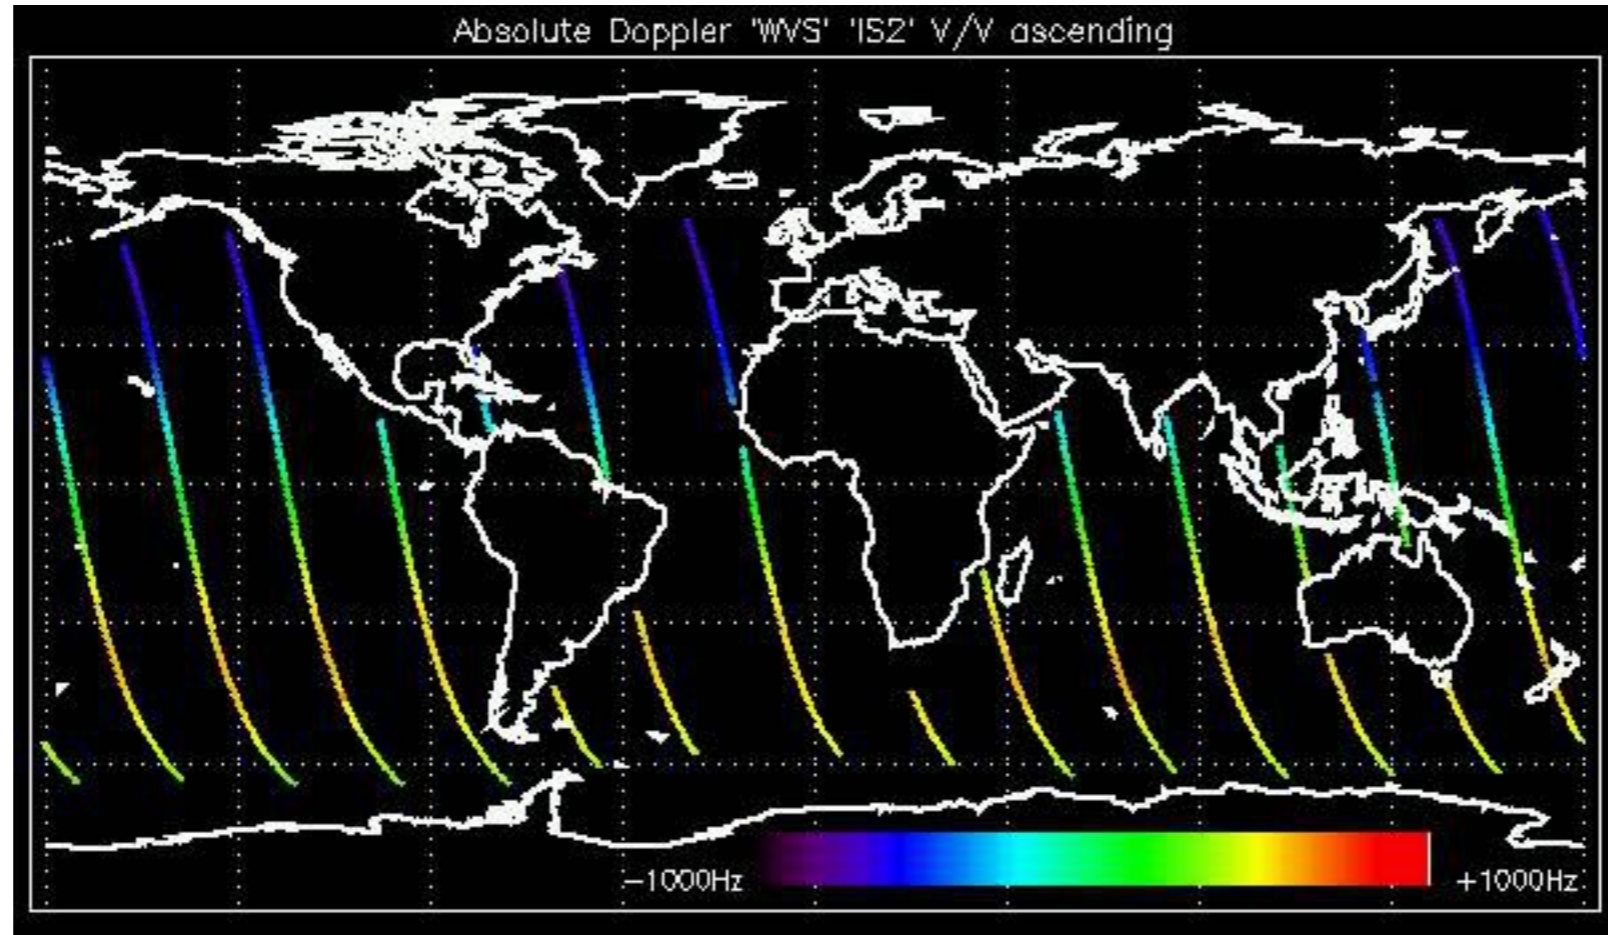 Absolute Doppler 'WVS' 'IS2' V/V ascending
−1000Hz
+1000Hz